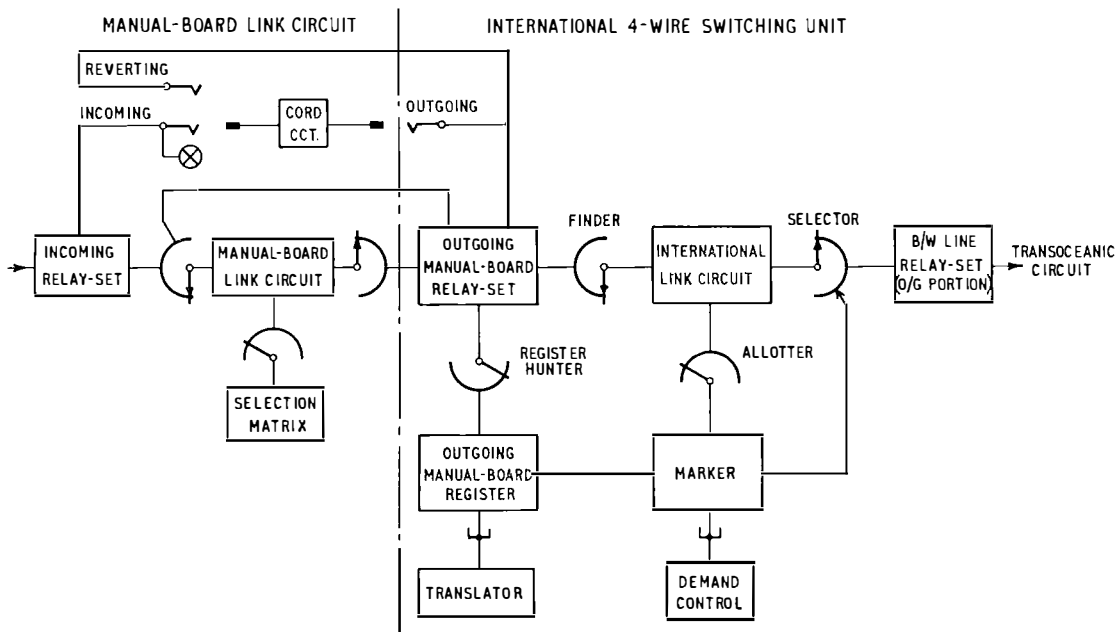 MANUAL-BOARD LINK CIRCUIT
INTERNATIONAL 4-WIRE SWITCHING UNIT
REVERTING
INCOMING
CORD
CCT.
OUTGOING
INCOMING
RELAY-SET
MANUAL-BOARD
LINK CIRCUIT
OUTGOING
MANUAL-BOARD
RELAY-SET
FINDER
INTERNATIONAL
LINK CIRCUIT
SELECTOR
B/W LINE
RELAY-SET
(O/G PORTION)
TRANSOCEANIC
CIRCUIT
REGISTER
HUNTER
ALLOTTER
SELECTION
MATRIX
OUTGOING
MANUAL-BOARD
REGISTER
MARKER
TRANSLATOR
DEMAND
CONTROL